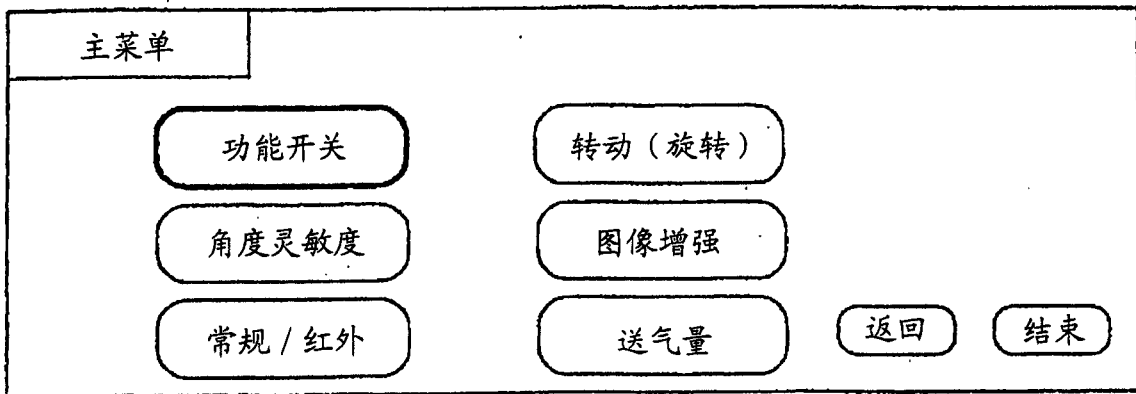 主菜单
功能开关
转动（旋转）
角度灵敏度
图像增强
常规/红外
送气量
返回
结束